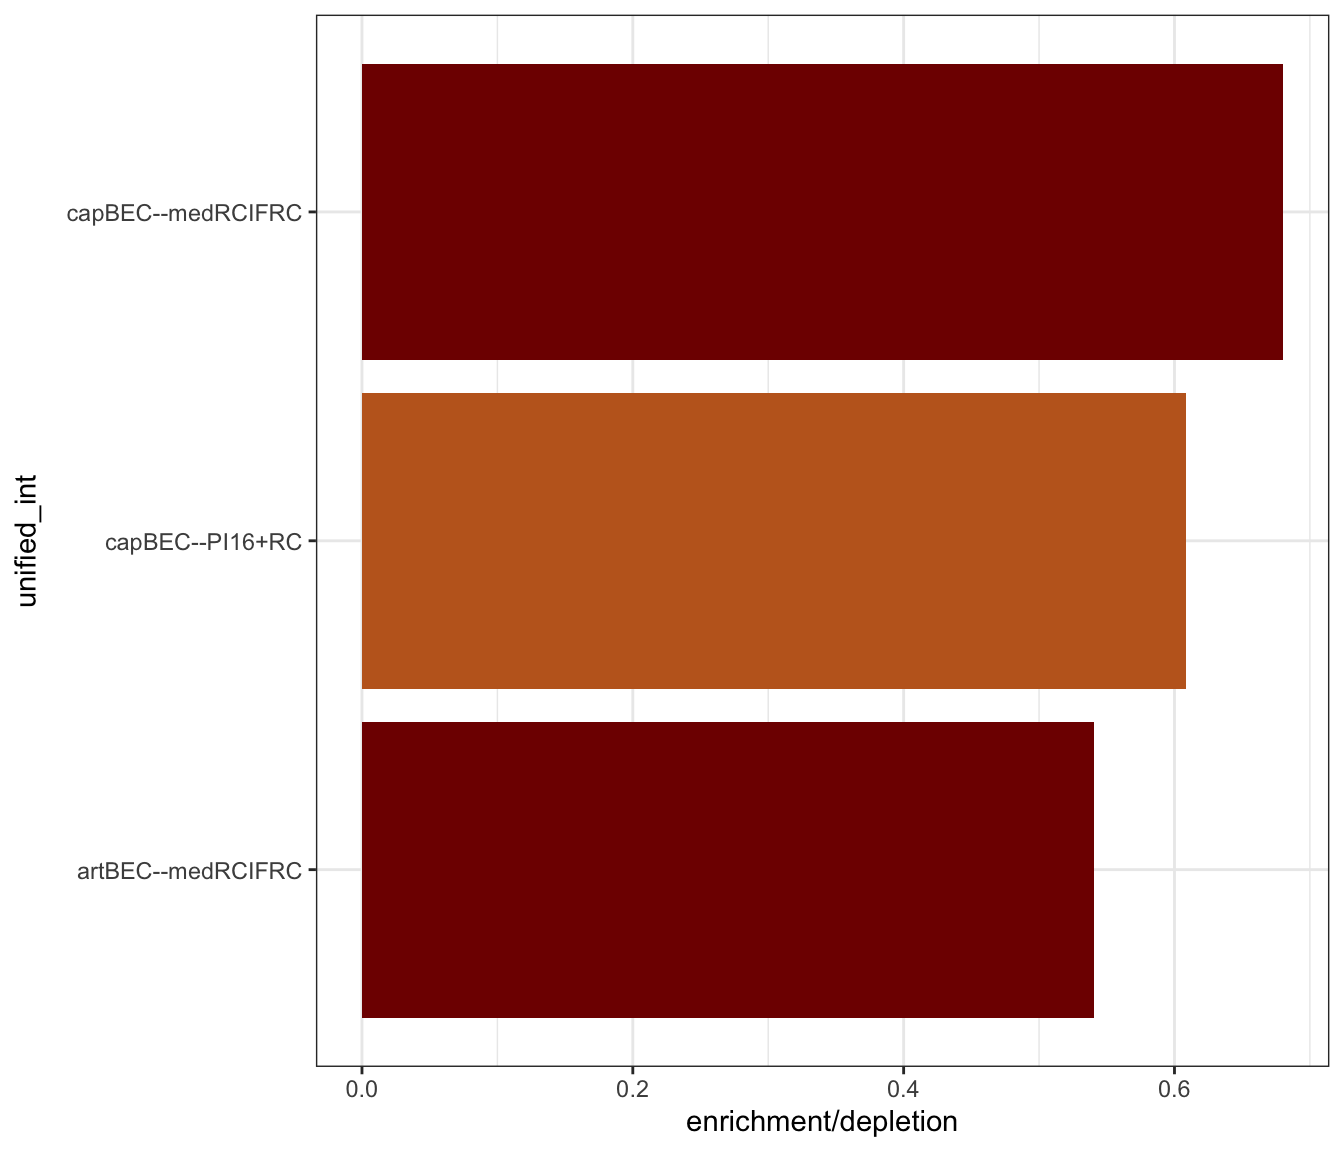 capBEC--medRCIFRC
capBEC--PI16+RC
artBEC--medRCIFRC
unified_int
0.0 0.2 0.4 0.6
enrichment/depletion